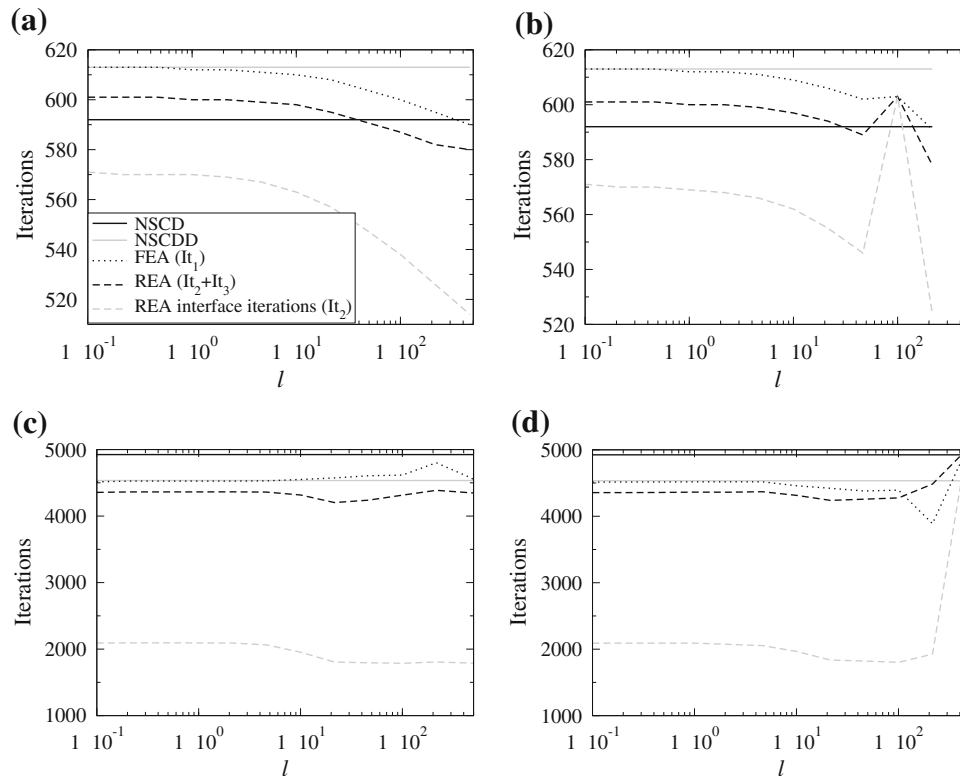 (a)
620
600
580
560
540
520
Iterations
NSCD
NSCDD
FEA (It1)
REA (It2+It3)
REA interface iterations (It2)
1 10-1
1 100
1 101
1 102
l
(b)
620
600
580
560
540
520
Iterations
1 10-1
1 100
1 101
1 102
l
(c)
5000
4000
3000
2000
1000
Iterations
1 10-1
1 100
1 101
1 102
l
(d)
5000
4000
3000
2000
1000
Iterations
1 10-1
1 100
1 101
1 102
l